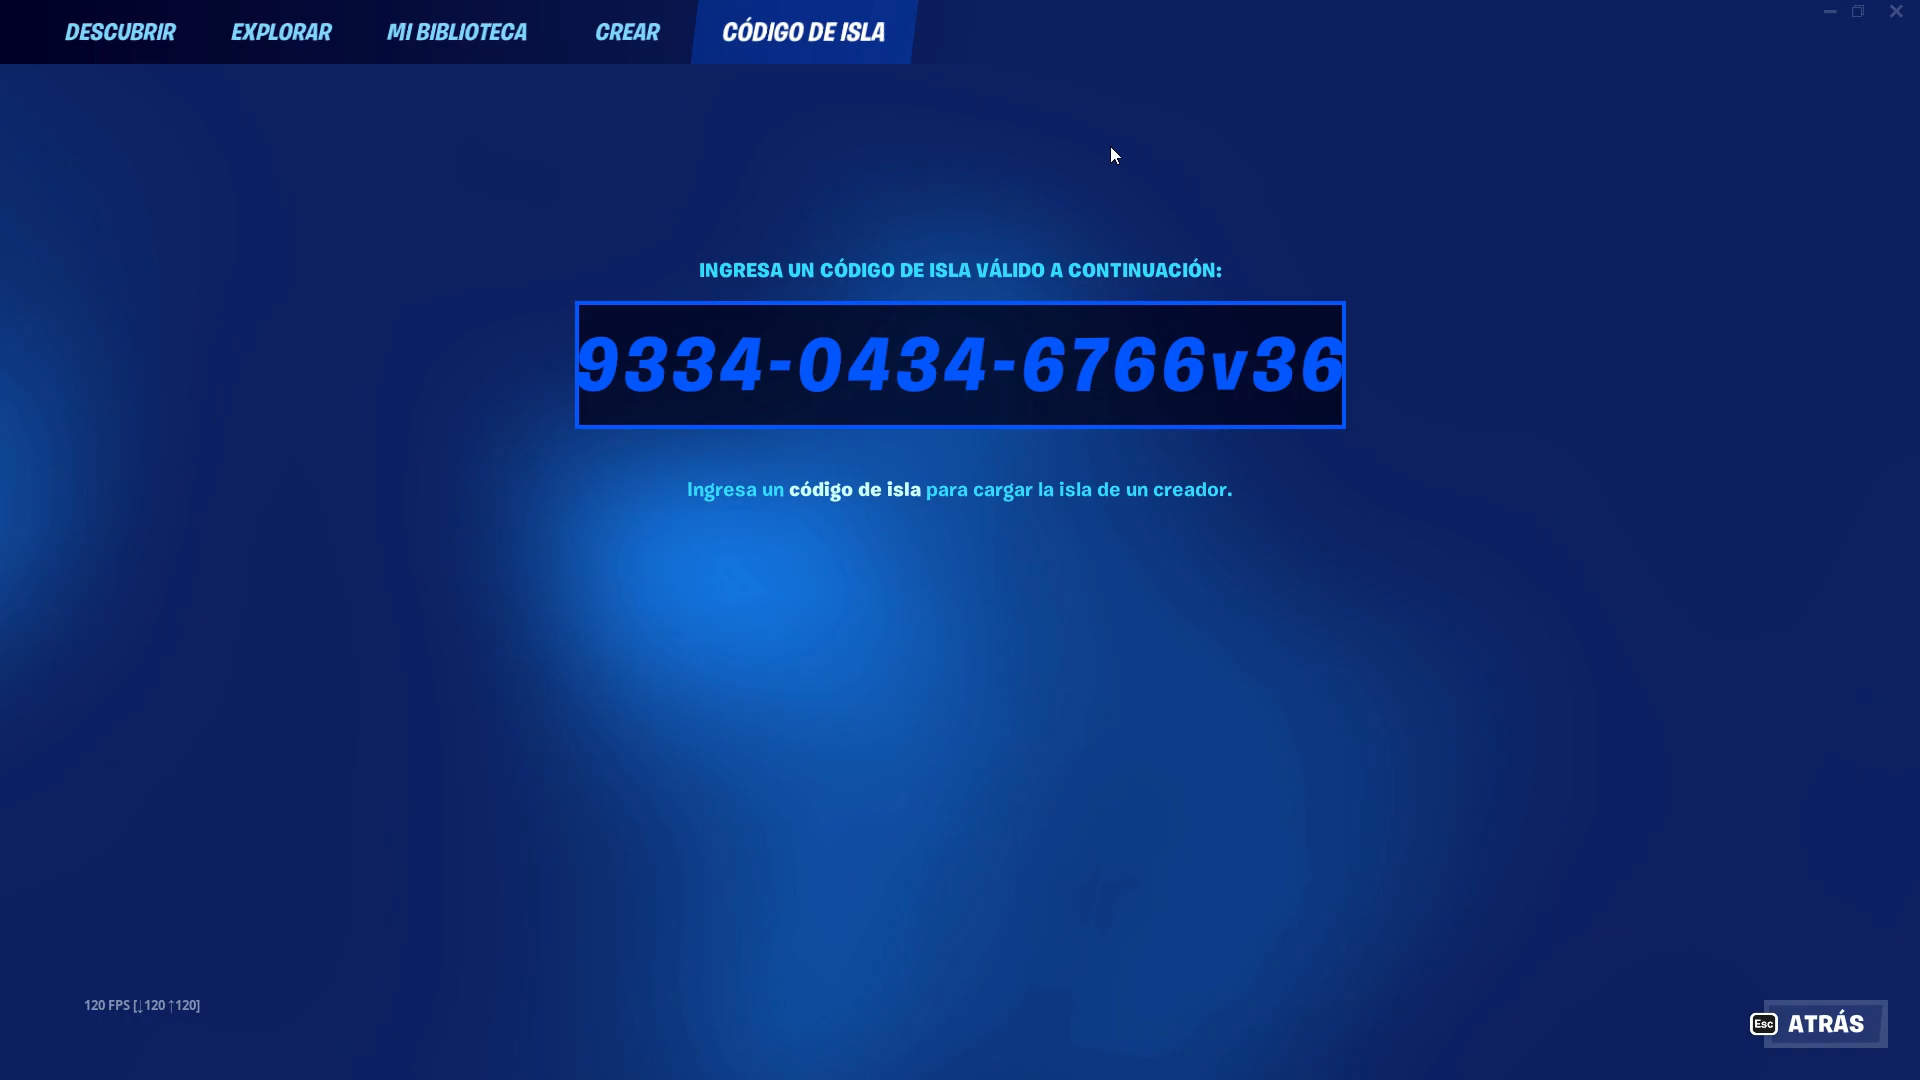 DESCUBRIR EXPLORAR MI BIBLIOTECA CREAR CÓDIGO DE ISLA
INGRESA UN CÓDIGO DE ISLA VÁLIDO A CONTINUACIÓN:
9334-0434-6766v36
Ingresa un código de isla para cargar la isla de un creador.
120 FPS [↓120 ↑120]
Esc ATRÁS